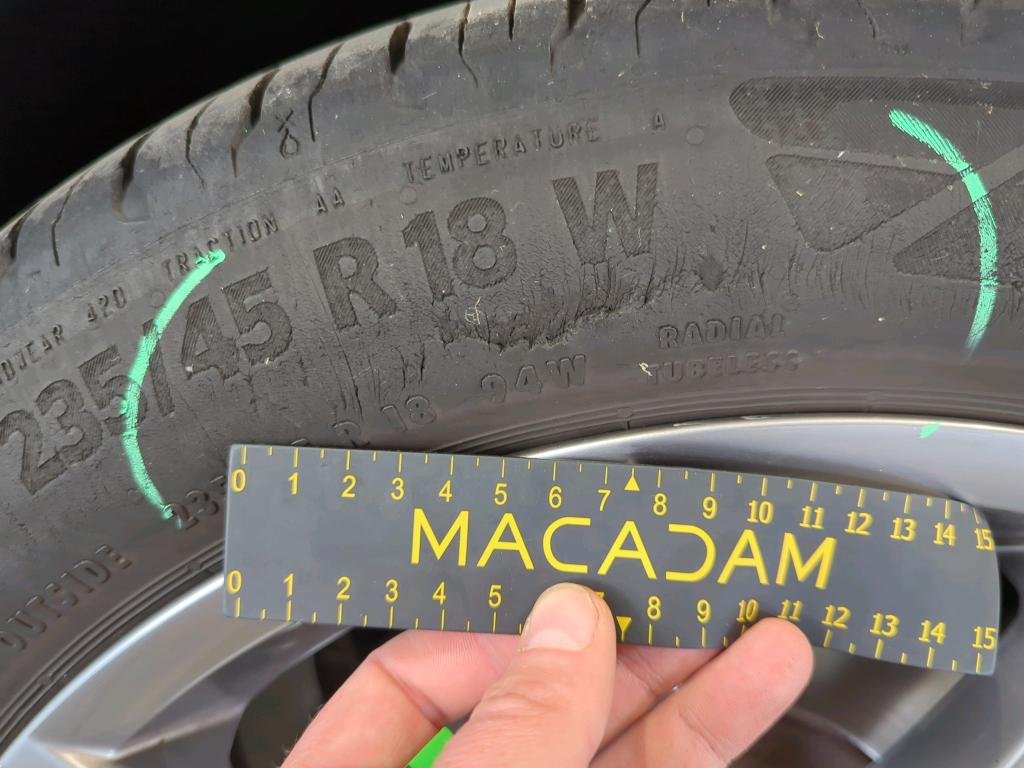 TEMPERATURE A
TRACTION AA
420
235/45 R 18 W
R 18 94W
RADIAL
TUBELESS
OUTSIDE
0 1 2 3 4 5 6 7 8 9 10 11 12 13 14 15
MACADAM
0 1 2 3 4 5 8 9 10 11 12 13 14 15